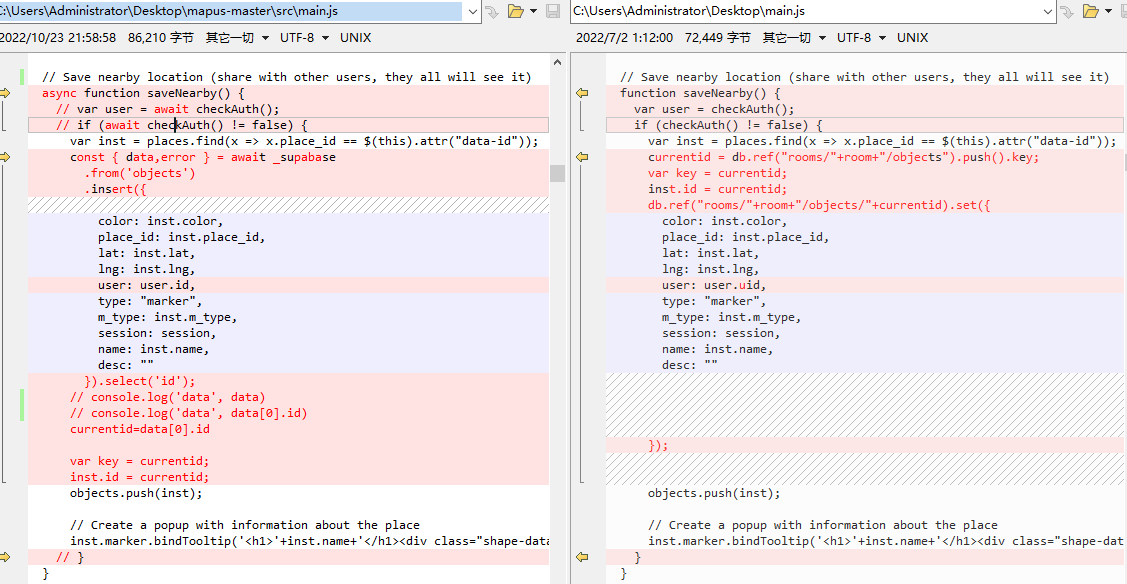 C:\Users\Administrator\Desktop\mapus-master\src\main.js
2022/10/23 21:58:58 86,210 字节 其它一切 UTF-8 UNIX
// Save nearby location (share with other users, they all will see it)
async function saveNearby() {
// var user = await checkAuth();
// if (await checkAuth() != false) {
var inst = places.find(x => x.place_id == $(this).attr("data-id"));
const { data,error } = await _supabase
.from('objects')
.insert({
color: inst.color,
place_id: inst.place_id,
lat: inst.lat,
lng: inst.lng,
user: user.id,
type: "marker",
m_type: inst.m_type,
session: session,
name: inst.name,
desc: ""
}).select('id');
// console.log('data', data)
// console.log('data', data[0].id)
currentid=data[0].id
var key = currentid;
inst.id = currentid;
objects.push(inst);
// Create a popup with information about the place
inst.marker.bindTooltip('<h1>'+inst.name+'</h1><div class="shape-data
// }
}
C:\Users\Administrator\Desktop\main.js
2022/7/2 1:12:00 72,449 字节 其它一切 UTF-8 UNIX
// Save nearby location (share with other users, they all will see it)
function saveNearby() {
var user = checkAuth();
if (checkAuth() != false) {
var inst = places.find(x => x.place_id == $(this).attr("data-id"));
currentid = db.ref("rooms/"+room+"/objects").push().key;
var key = currentid;
inst.id = currentid;
db.ref("rooms/"+room+"/objects/"+currentid).set({
color: inst.color,
place_id: inst.place_id,
lat: inst.lat,
lng: inst.lng,
user: user.uid,
type: "marker",
m_type: inst.m_type,
session: session,
name: inst.name,
desc: ""
});
objects.push(inst);
// Create a popup with information about the place
inst.marker.bindTooltip('<h1>'+inst.name+'</h1><div class="shape-dat
}
}